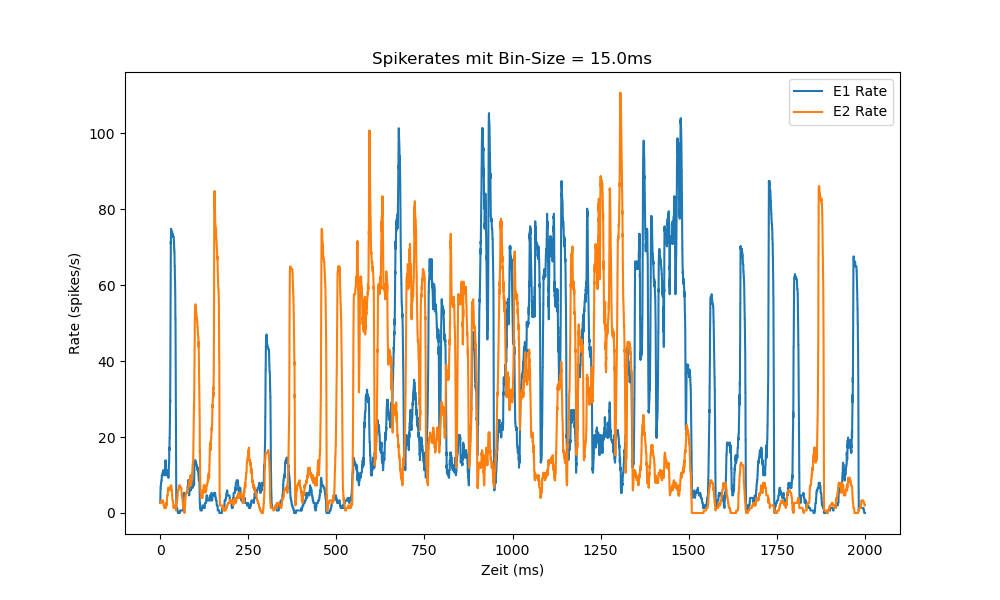 Spikerates mit Bin-Size = 15.0ms
E1 Rate
E2 Rate
Rate (spikes/s)
100
80
60
40
20
0
0 250 500 750 1000 1250 1500 1750 2000
Zeit (ms)